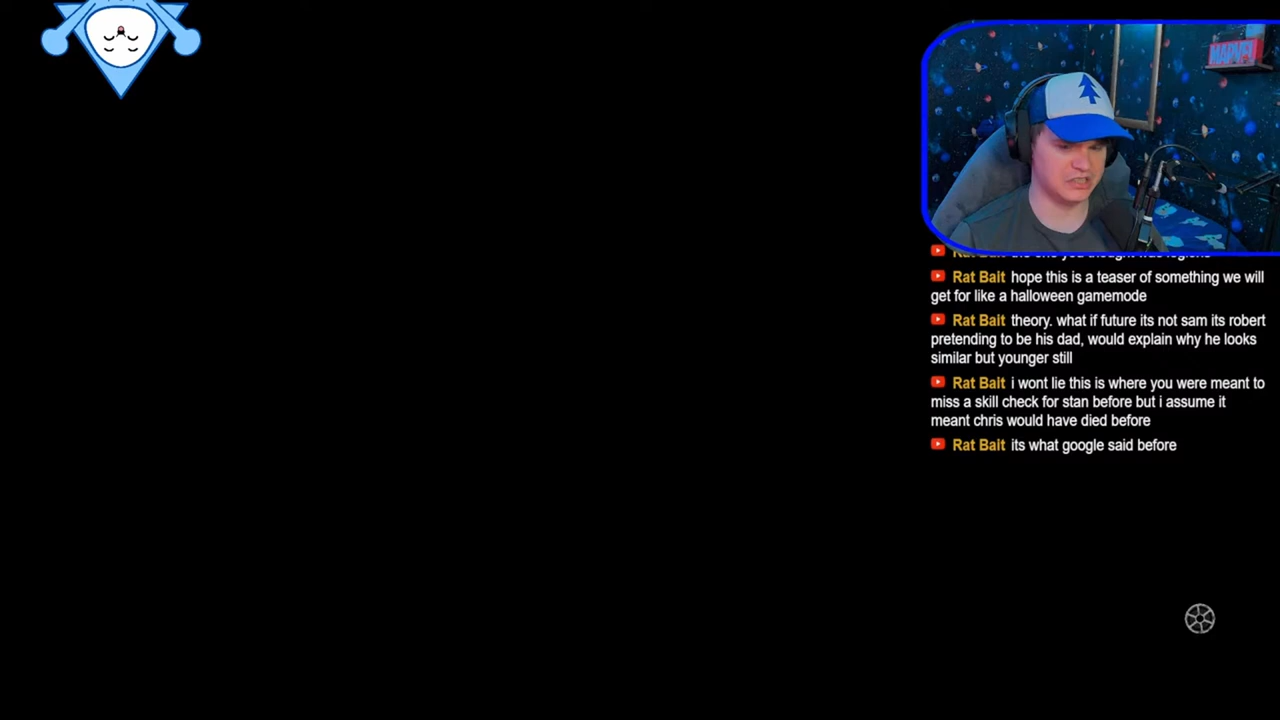 MARVEL
Rat Bait
Rat Bait hope this is a teaser of something we will
get for like a halloween gamemode
Rat Bait theory. what if future its not sam its robert
pretending to be his dad, would explain why he looks
similar but younger still
Rat Bait i wont lie this is where you were meant to
miss a skill check for stan before but i assume it
meant chris would have died before
Rat Bait its what google said before